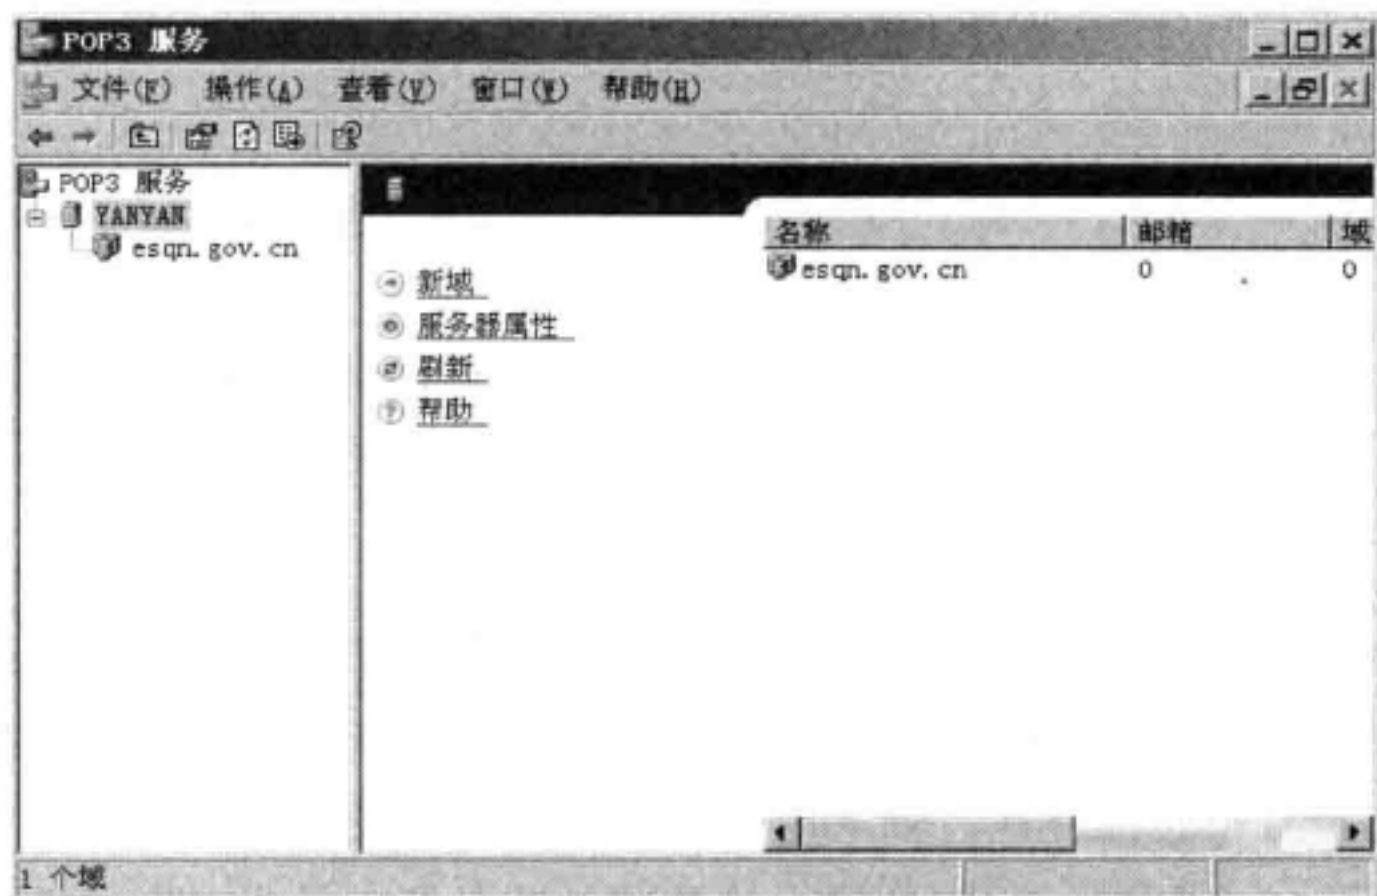 POP3 服务
文件(F) 操作(A) 查看(V) 窗口(W) 帮助(H)
POP3 服务
YANYAN
esqn.gov.cn
名称 邮箱 域
esqn.gov.cn 0 0
新域
服务器属性
刷新
帮助
1 个域